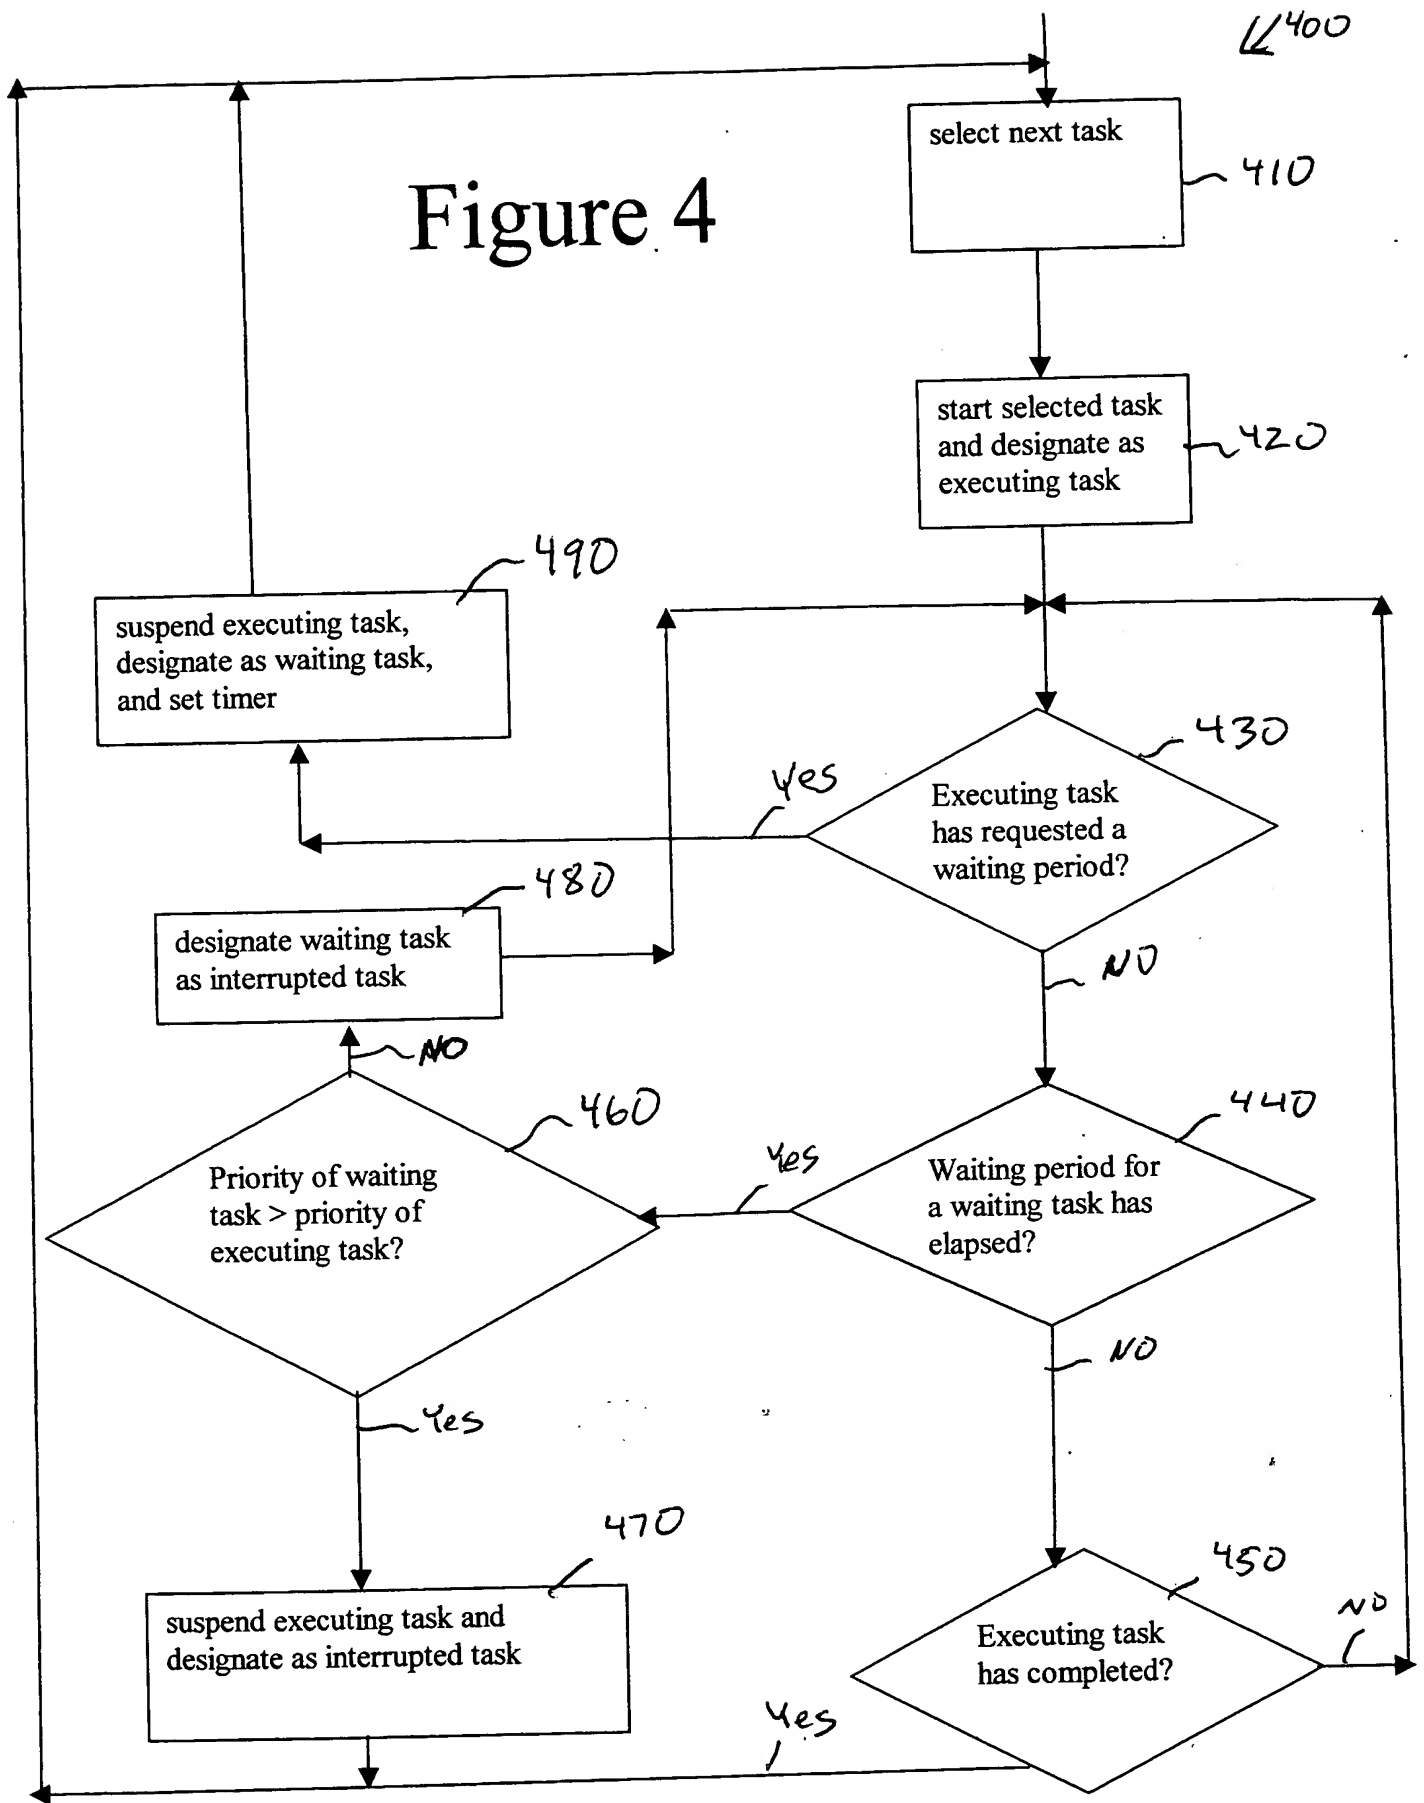 400
select next task
410
Figure 4
start selected task
and designate as
executing task
420
490
suspend executing task,
designate as waiting task,
and set timer
430
Yes
Executing task
has requested a
waiting period?
480
designate waiting task
as interrupted task
NO
NO
460
440
Priority of waiting
task > priority of
executing task?
Yes
Waiting period for
a waiting task has
elapsed?
NO
Yes
470
450
suspend executing task and
designate as interrupted task
Executing task
has completed?
NO
Yes